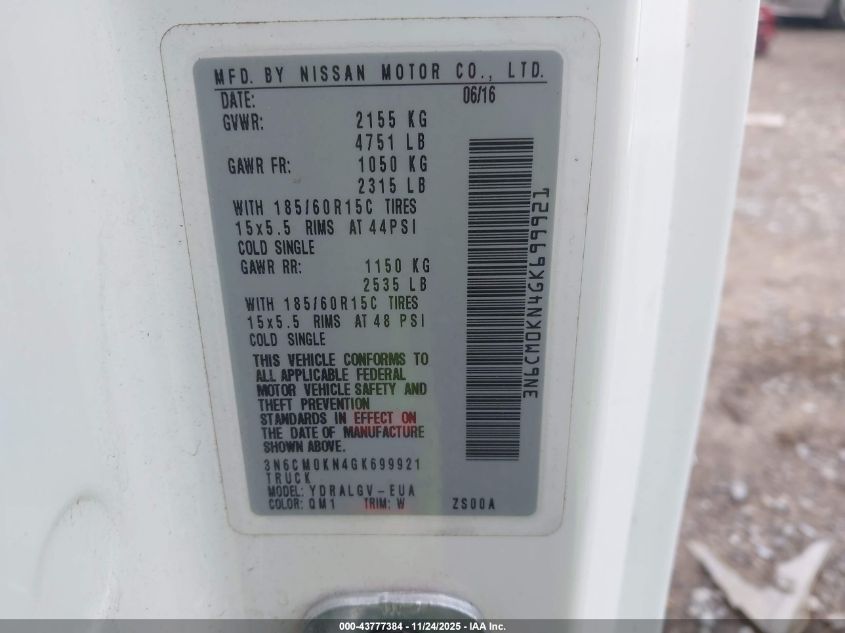 MFD. BY NISSAN MOTOR CO., LTD.
DATE: 06/16
GVWR: 2155 KG
4751 LB
GAWR FR: 1050 KG
2315 LB
WITH 185/60R15C TIRES
15x5.5 RIMS AT 44PSI
COLD SINGLE
GAWR RR: 1150 KG
2535 LB
WITH 185/60R15C TIRES
15x5.5 RIMS AT 48 PSI
COLD SINGLE
THIS VEHICLE CONFORMS TO
ALL APPLICABLE FEDERAL
MOTOR VEHICLE SAFETY AND
THEFT PREVENTION
STANDARDS IN EFFECT ON
THE DATE OF MANUFACTURE
SHOWN ABOVE.
3N6CM0KN4GK699921
TRUCK
MODEL: YDRALGV-EUA
COLOR: QM1 TRIM: W ZS00A
3N6CM0KN4GK699921
000-43777384 - 11/24/2025 - IAA Inc.